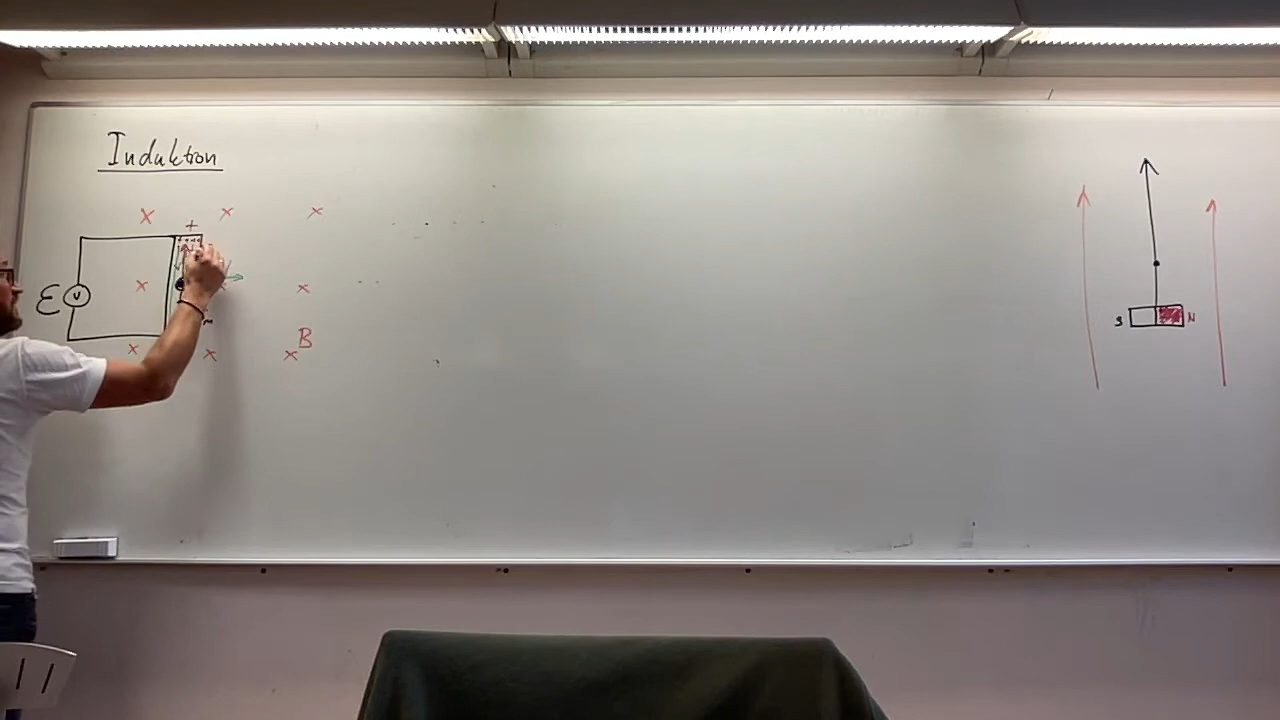 Induktion
x x x
+
ε V x x
B
x x x
S N